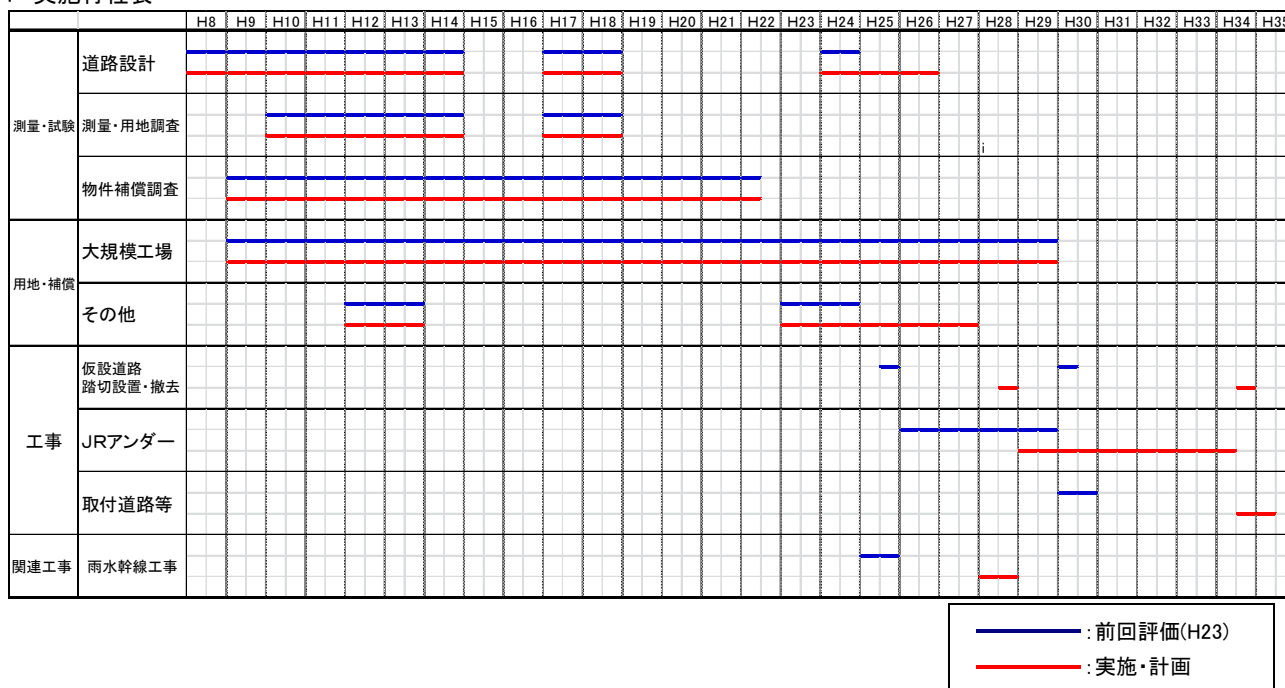 H8 H9 H10 H11 H12 H13 H14 H15 H16 H17 H18 H19 H20 H21 H22 H23 H24 H25 H26 H27 H28 H29 H30 H31 H32 H33 H34 H35
測量・試験
道路設計
測量・用地調査
i
物件補償調査
用地・補償
大規模工場
その他
工事
仮設道路
踏切設置・撤去
JRアンダー
取付道路等
関連工事
雨水幹線工事
:前回評価(H23)
:実施・計画